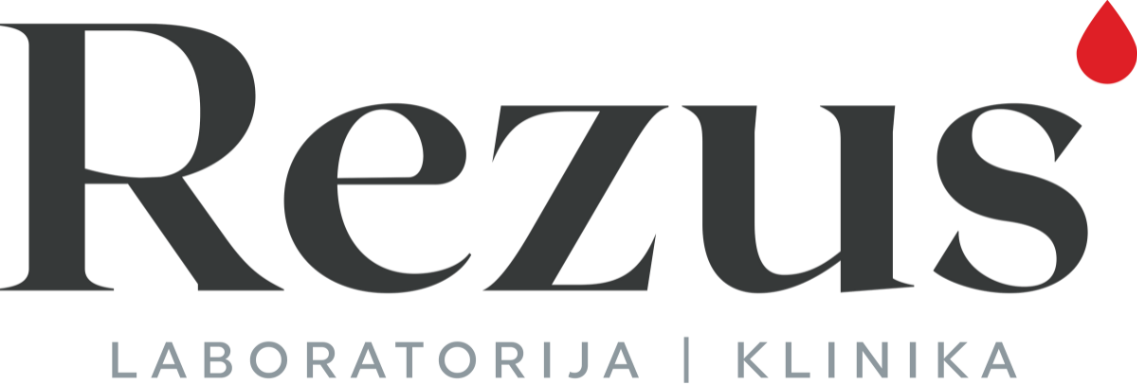 Rezus
LABORATORIJA | KLINIKA